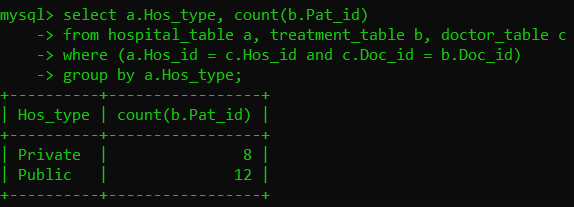 mysql> select a.Hos_type, count(b.Pat_id)
    -> from hospital_table a, treatment_table b, doctor_table c
    -> where (a.Hos_id = c.Hos_id and c.Doc_id = b.Doc_id)
    -> group by a.Hos_type;
+----------+-----------------+
| Hos_type | count(b.Pat_id) |
+----------+-----------------+
| Private  |               8 |
| Public   |              12 |
+----------+-----------------+